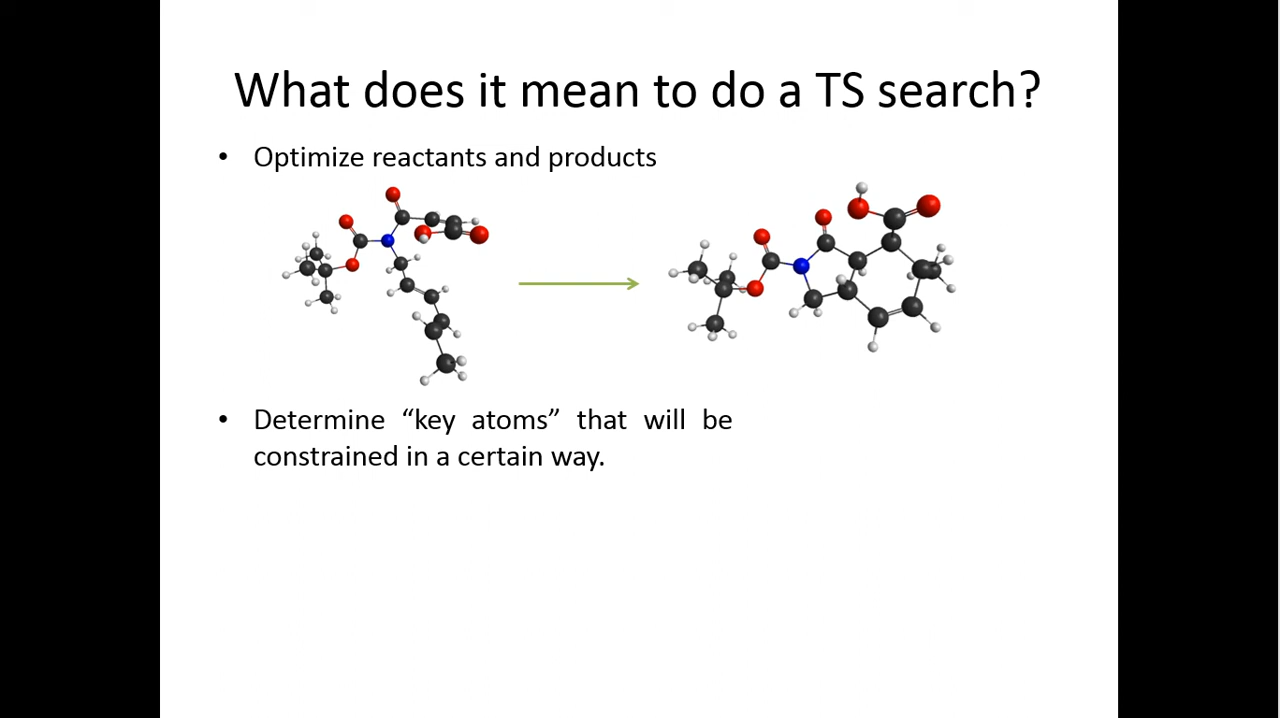 What does it mean to do a TS search?
• Optimize reactants and products
• Determine “key atoms” that will be
constrained in a certain way.